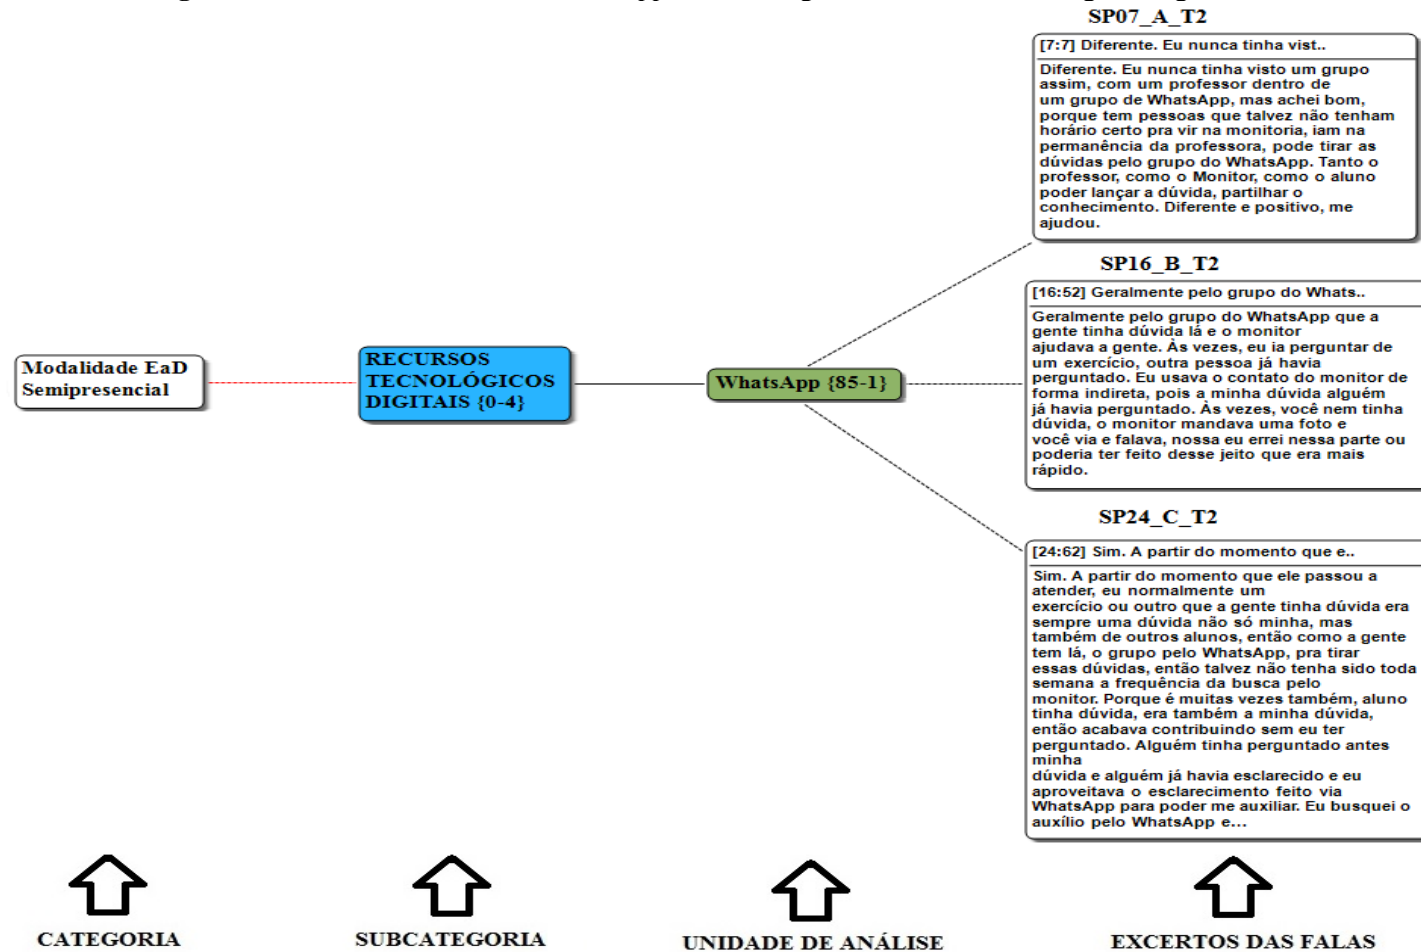 SP07_A_T2
[7:7] Diferente. Eu nunca tinha vist..
Diferente. Eu nunca tinha visto um grupo
assim, com um professor dentro de
um grupo de WhatsApp, mas achei bom,
porque tem pessoas que talvez não tenham
horário certo pra vir na monitoria, iam na
permanência da professora, pode tirar as
dúvidas pelo grupo do WhatsApp. Tanto o
professor, como o Monitor, como o aluno
poder lançar a dúvida, partilhar o
conhecimento. Diferente e positivo, me
ajudou.
SP16_B_T2
[16:52] Geralmente pelo grupo do Whats..
Geralmente pelo grupo do WhatsApp que a
gente tinha dúvida lá e o monitor
ajudava a gente. Às vezes, eu ia perguntar de
um exercício, outra pessoa já havia
perguntado. Eu usava o contato do monitor de
forma indireta, pois a minha dúvida alguém
já havia perguntado. Às vezes, você nem tinha
dúvida, o monitor mandava uma foto e
você via e falava, nossa eu errei nessa parte ou
poderia ter feito desse jeito que era mais
rápido.
Modalidade EaD
Semipresencial
RECURSOS
TECNOLÓGICOS
DIGITAIS {0-4}
WhatsApp {85-1}
SP24_C_T2
[24:62] Sim. A partir do momento que e..
Sim. A partir do momento que ele passou a
atender, eu normalmente um
exercício ou outro que a gente tinha dúvida era
sempre uma dúvida não só minha, mas
também de outros alunos, então como a gente
tem lá, o grupo pelo WhatsApp, pra tirar
essas dúvidas, então talvez não tenha sido toda
semana a frequência da busca pelo
monitor. Porque é muitas vezes também, aluno
tinha dúvida, era também a minha dúvida,
então acabava contribuindo sem eu ter
perguntado. Alguém tinha perguntado antes
minha
dúvida e alguém já havia esclarecido e eu
aproveitava o esclarecimento feito via
WhatsApp para poder me auxiliar. Eu busquei o
auxílio pelo WhatsApp e...
CATEGORIA
SUBCATEGORIA
UNIDADE DE ANÁLISE
EXCERTOS DAS FALAS